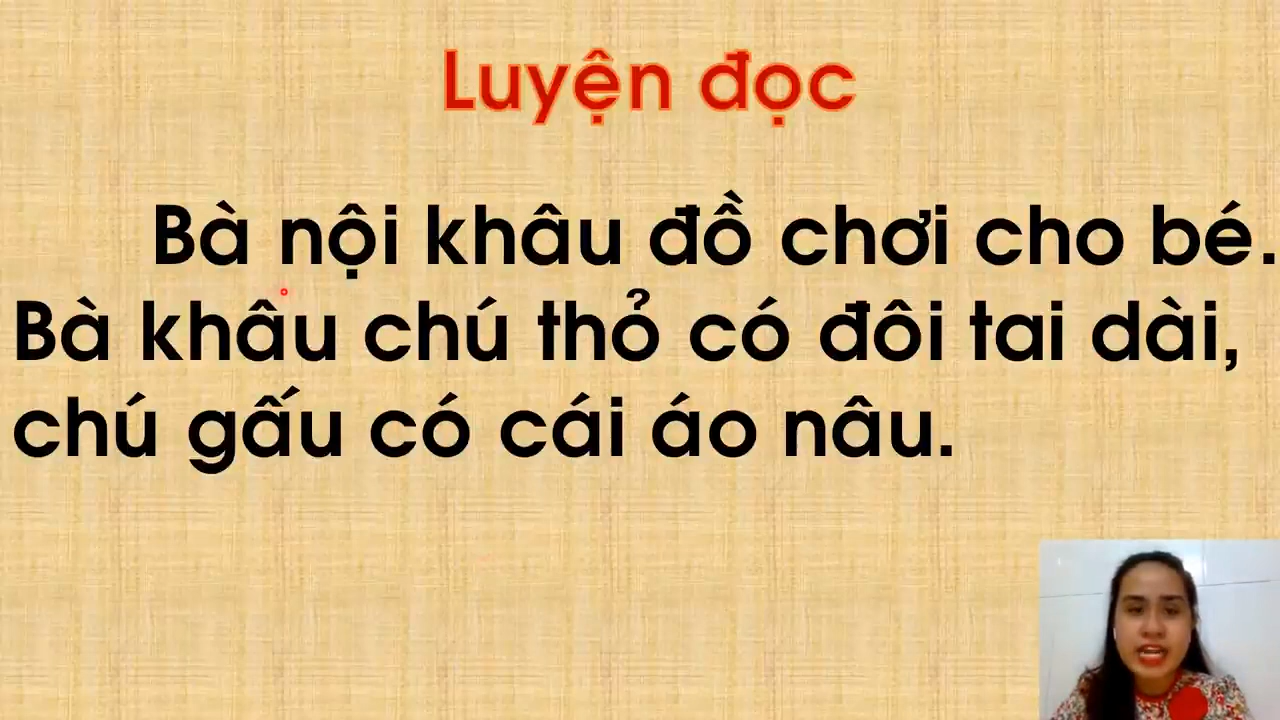 Luyện đọc
Bà nội khâu đồ chơi cho bé.
Bà khâu chú thỏ có đôi tai dài,
chú gấu có cái áo nâu.